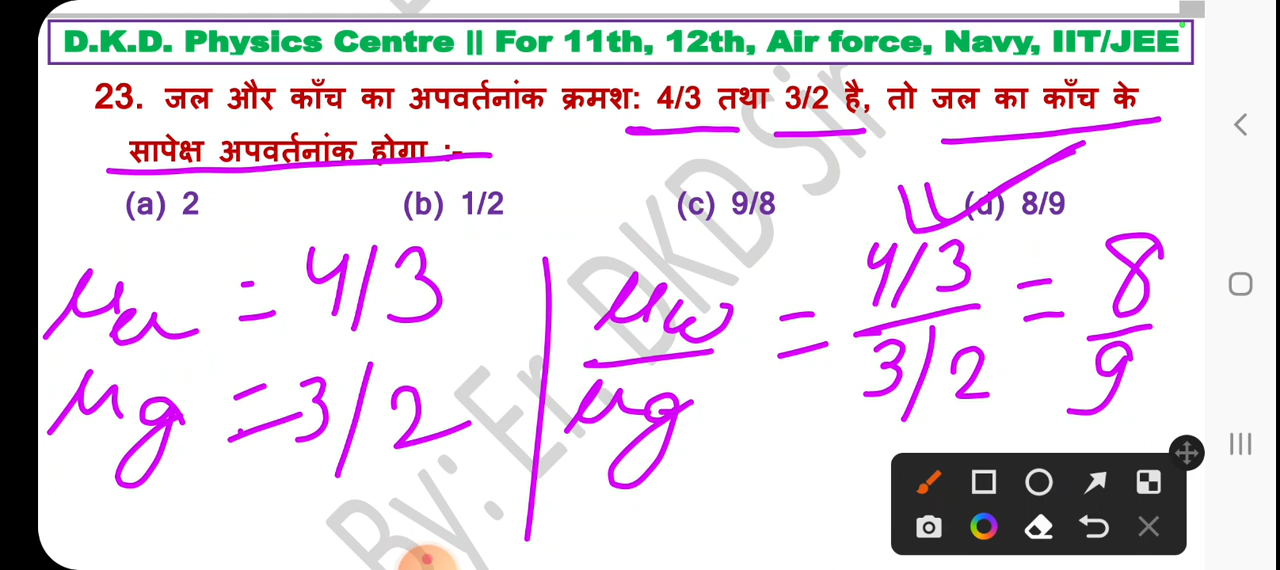 D.K.D. Physics Centre || For 11th, 12th, Air force, Navy, IIT/JEE
23. जल और काँच का अपवर्तनांक क्रमश: 4/3 तथा 3/2 है, तो जल का काँच के
सापेक्ष अपवर्तनांक होगा :-
(a) 2 (b) 1/2 (c) 9/8 (d) 8/9
μw = 4/3
μg = 3/2
μw/μg = (4/3)/(3/2) = 8/9
By: Er. DKD Sir